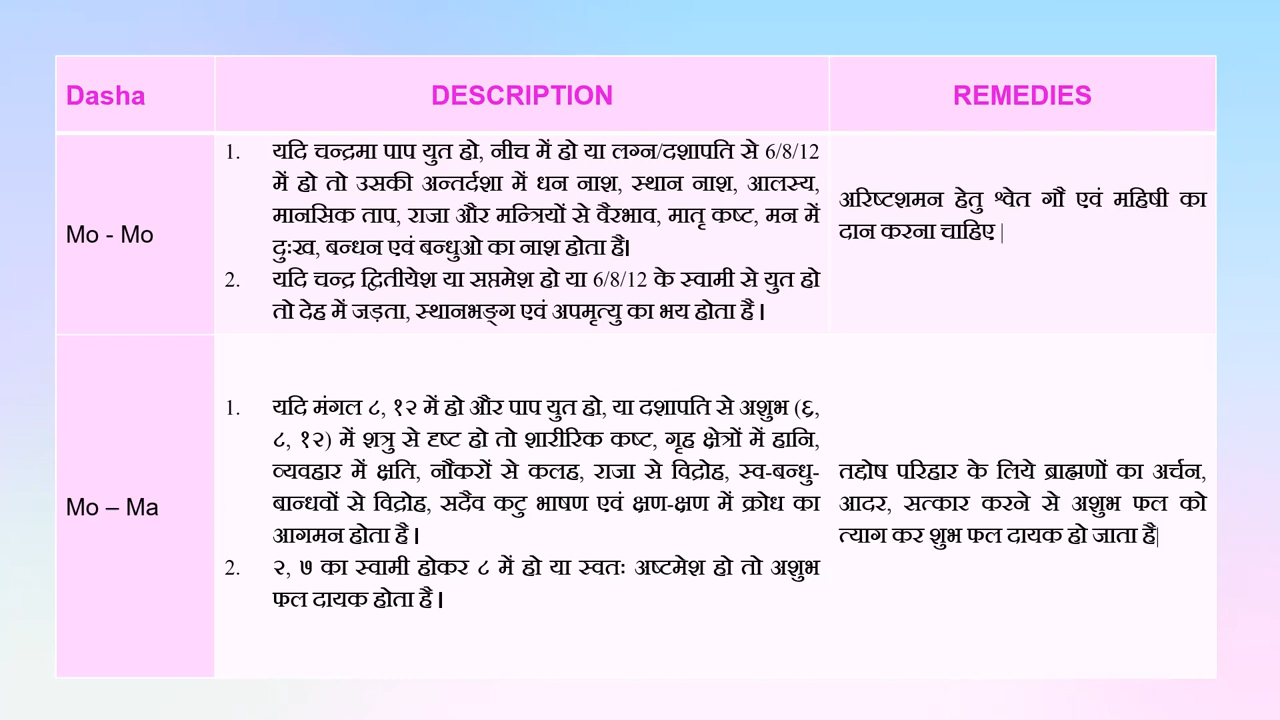 Dasha DESCRIPTION REMEDIES
Mo - Mo
1. यदि चन्द्रमा पाप युत हो, नीच में हो या लग्न/दशापति से 6/8/12
में हो तो उसकी अन्तर्दशा में धन नाश, स्थान नाश, आलस्य,
मानसिक ताप, राजा और मन्त्रियों से वैरभाव, मातृ कष्ट, मन में
दुःख, बन्धन एवं बन्धुओ का नाश होता है।
2. यदि चन्द्र द्वितीयेश या सप्तमेश हो या 6/8/12 के स्वामी से युत हो
तो देह में जड़ता, स्थानभङ्ग एवं अपमृत्यु का भय होता है ।
अरिष्टशमन हेतु श्वेत गौ एवं महिषी का
दान करना चाहिए |
Mo – Ma
1. यदि मंगल ८, १२ में हो और पाप युत हो, या दशापति से अशुभ (६,
८, १२) में शत्रु से दृष्ट हो तो शारीरिक कष्ट, गृह क्षेत्रों में हानि,
व्यवहार में क्षति, नौकरों से कलह, राजा से विद्रोह, स्व-बन्धु-
बान्धवों से विद्रोह, सदैव कटु भाषण एवं क्षण-क्षण में क्रोध का
आगमन होता है ।
2. २, ७ का स्वामी होकर ८ में हो या स्वतः अष्टमेश हो तो अशुभ
फल दायक होता है ।
तद्दोष परिहार के लिये ब्राह्मणों का अर्चन,
आदर, सत्कार करने से अशुभ फल को
त्याग कर शुभ फल दायक हो जाता है|